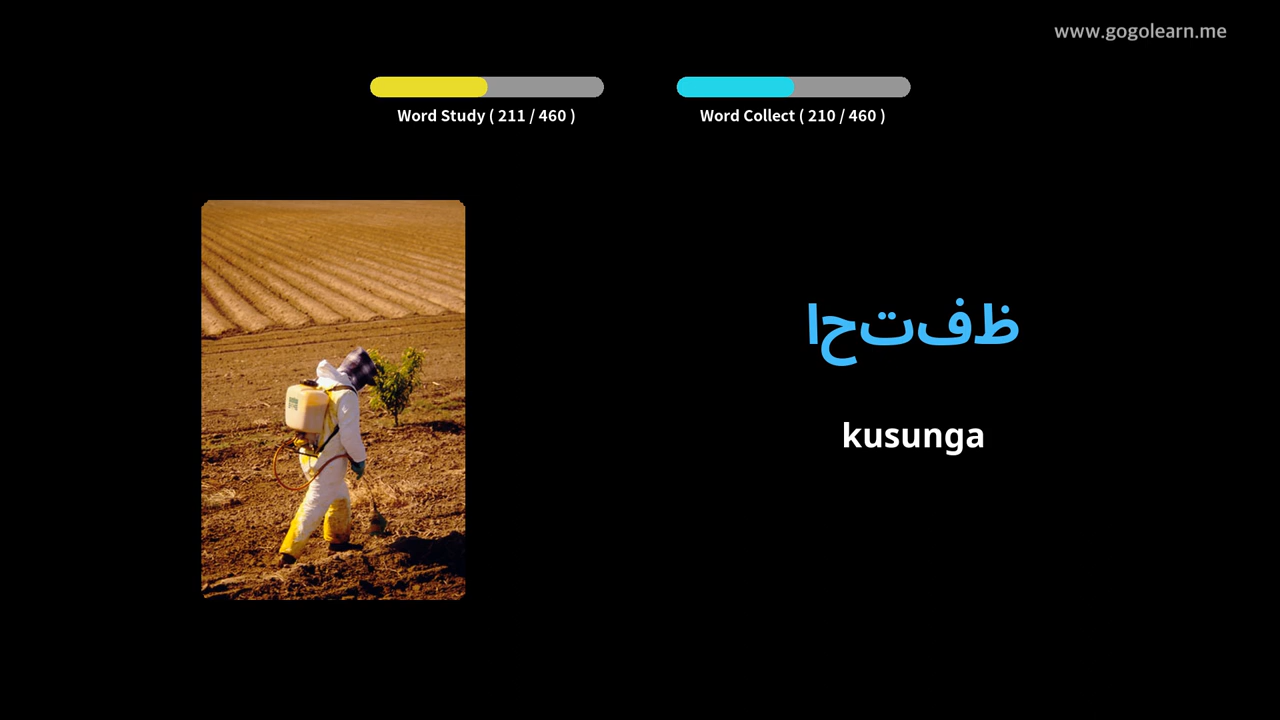 www.gogolearn.me
Word Study ( 211 / 460 )
Word Collect ( 210 / 460 )
احتفظ
kusunga